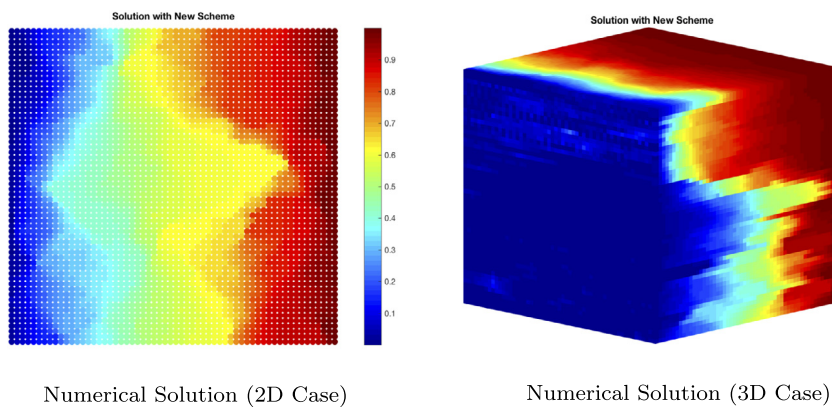 Solution with New Scheme
0.9
0.8
0.7
0.6
0.5
0.4
0.3
0.2
0.1
Numerical Solution (2D Case)
Solution with New Scheme
Numerical Solution (3D Case)